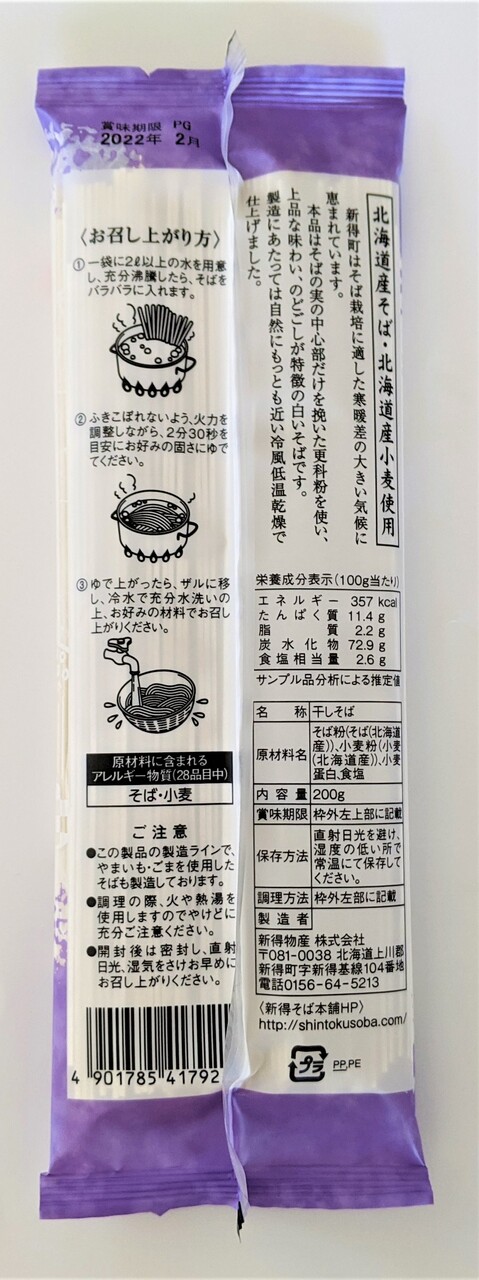 賞味期限 PG
2022年 2月
〈お召し上がり方〉
①一袋に2ℓ以上の水を用意
し、充分沸騰したら、そばを
バラバラに入れます。
②ふきこぼれないよう、火力を
調整しながら、2分30秒を
目安にお好みの固さにゆで
てください。
③ゆで上がったら、ザルに移
し、冷水で充分水洗いの
上、お好みの材料でお召し
上がりください。
原材料に含まれる
アレルギー物質(28品目中)
そば・小麦
ご注意
●この製品の製造ラインで、
やまいも・ごまを使用した
そばも製造しております。
●調理の際、火や熱湯を
使用しますのでやけどに
充分ご注意ください。
●開封後は密封し、直射
日光、湿気をさけお早めに
お召し上がりください。
4 901785 41792
北海道産そば・北海道産小麦使用
新得町はそば栽培に適した寒暖差の大きい気候に
恵まれています。
本品はそばの実の中心部だけを挽いた更科粉を使い、
上品な味わい、のどごしが特徴の白いそばです。
製造にあたっては自然にもっとも近い冷風低温乾燥で
仕上げました。
栄養成分表示(100g当たり)
エネルギー 357 kcal
たんぱく質 11.4 g
脂質 2.2 g
炭水化物 72.9 g
食塩相当量 2.6 g
サンプル品分析による推定値
名称 干しそば
原材料名 そば粉(そば(北海道
産))、小麦粉(小麦
(北海道産))、小麦
蛋白、食塩
内容量 200g
賞味期限 枠外左上部に記載
保存方法 直射日光を避け、
湿度の低い所で
常温にて保存して
ください。
調理方法 枠外左部に記載
製造者
新得物産 株式会社
〒081-0038 北海道上川郡
新得町字新得基線104番地
電話0156-64-5213
〈新得そば本舗HP〉
http://shintokusoba.com/
プラ PP,PE